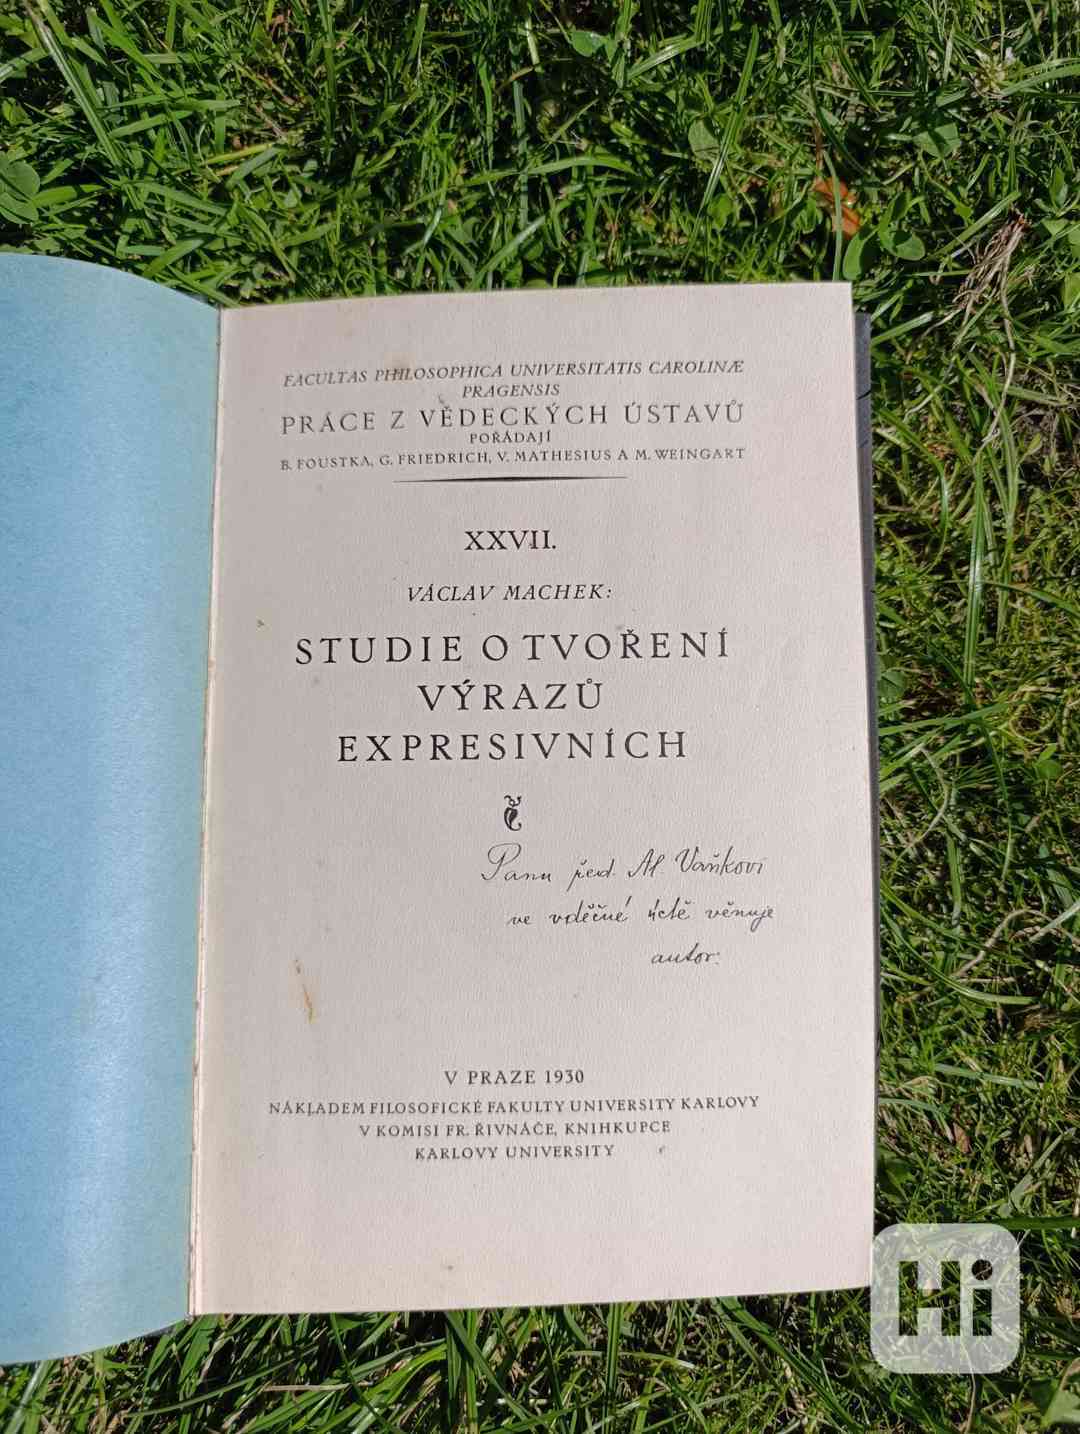 FACULTAS PHILOSOPHICA UNIVERSITATIS CAROLINÆ
PRAGENSIS
PRÁCE Z VĚDECKÝCH ÚSTAVŮ
POŘÁDAJÍ
B. FOUSTKA, G. FRIEDRICH, V. MATHESIUS A M. WEINGART
XXVII.
VÁCLAV MACHEK:
STUDIE O TVOŘENÍ
VÝRAZŮ
EXPRESIVNÍCH
Panu řed. Al. Vaňkovi
ve vděčné úctě věnuje
autor.
V PRAZE 1930
NÁKLADEM FILOSOFICKÉ FAKULTY UNIVERSITY KARLOVY
V KOMISI FR. ŘIVNÁČE, KNIHKUPCE
KARLOVY UNIVERSITY
Hi